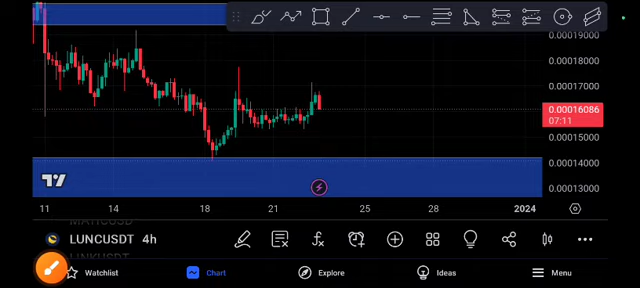 0.00019000
0.00018000
0.00017000
0.00016086
07:11
0.00015000
0.00014000
0.00013000
11 14 18 21 25 28 2024
MATICUSD
LUNCUSDT 4h
LINKUSDT
Watchlist Chart Explore Ideas Menu